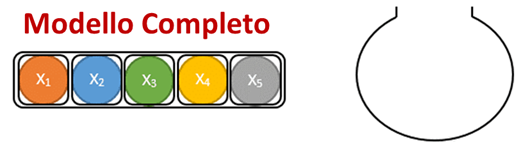 Modello Completo
X₁ X₂ X₃ X₄ X₅